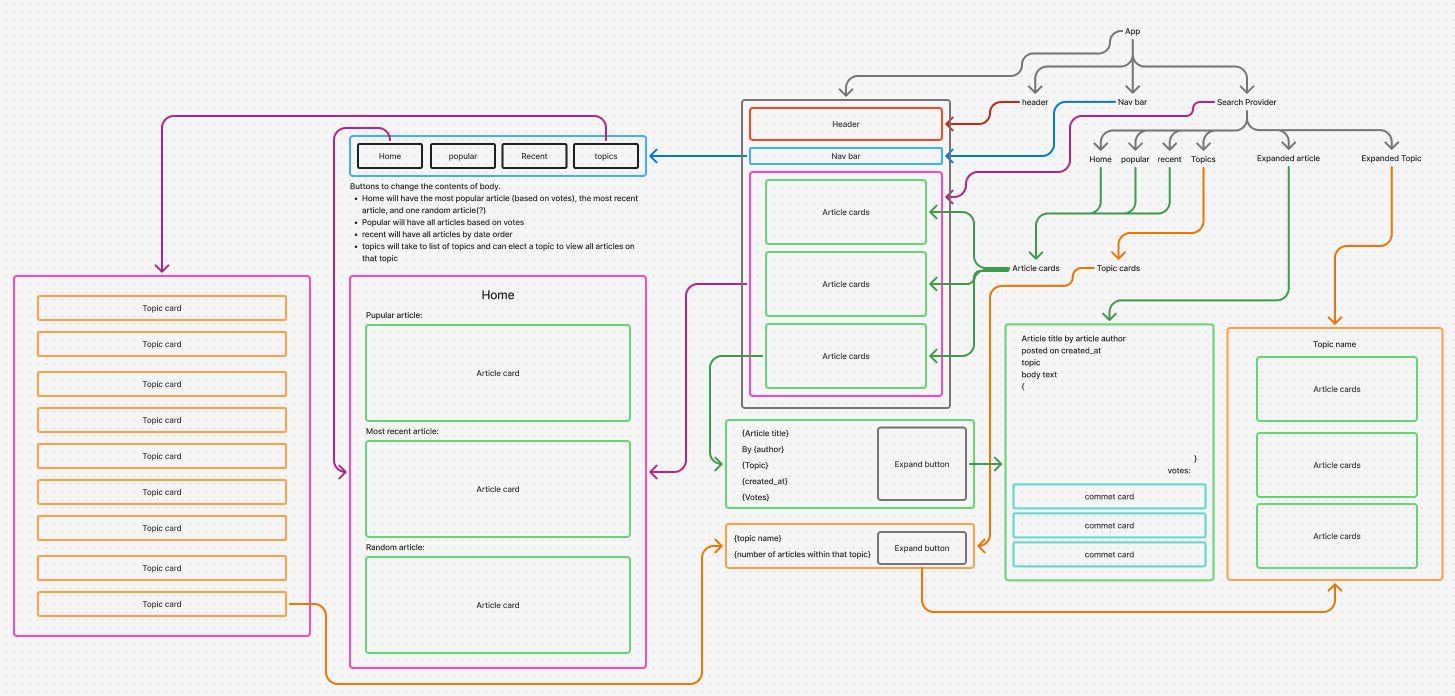 App
header
Nav bar
Search Provider
Home
popular
recent
Topics
Expanded article
Expanded Topic
Article cards
Topic cards
Header
Nav bar
Article cards
Article cards
Article cards
Home
popular
Recent
topics
Buttons to change the contents of body.
• Home will have the most popular article (based on votes), the most recent
article, and one random article(?)
• Popular will have all articles based on votes
• recent will have all articles by date order
• topics will take to list of topics and can elect a topic to view all articles on
that topic
Topic card
Topic card
Topic card
Topic card
Topic card
Topic card
Topic card
Topic card
Topic card
Home
Pupular article:
Article card
Most recent article:
Article card
Random article:
Article card
{Article title}
By {author}
{Topic}
{created_at}
{Votes}
Expand button
{topic name}
{number of articles within that topic}
Expand button
Article title by article author
posted on created_at
topic
body text
{
}
votes:
commet card
commet card
commet card
Topic name
Article cards
Article cards
Article cards